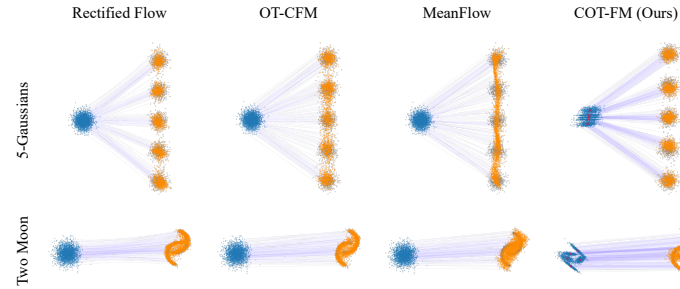 Rectified Flow OT-CFM MeanFlow COT-FM (Ours)
5-Gaussians
Two Moon